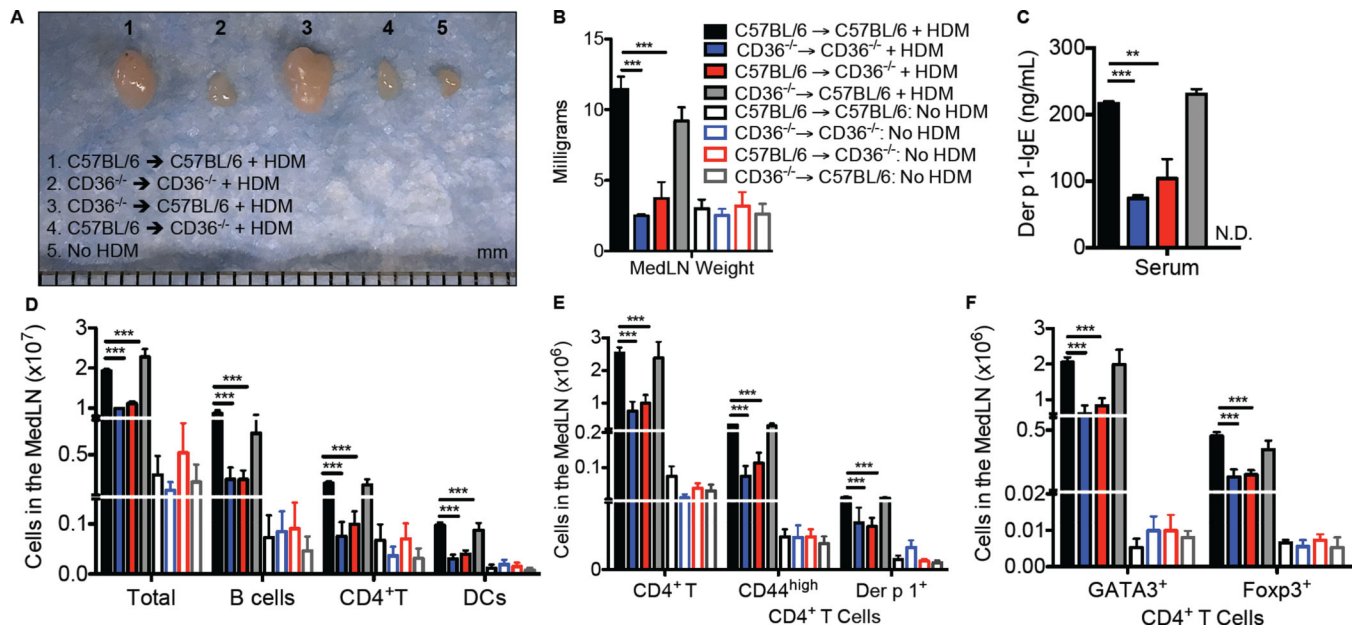 A
1 2 3 4 5
1. C57BL/6 ➔ C57BL/6 + HDM
2. CD36⁻/⁻ ➔ CD36⁻/⁻ + HDM
3. CD36⁻/⁻ ➔ C57BL/6 + HDM
4. C57BL/6 ➔ CD36⁻/⁻ + HDM
5. No HDM
mm
B
Milligrams
15
10
5
0
***
***
MedLN Weight
C57BL/6 → C57BL/6 + HDM
CD36⁻/⁻→ CD36⁻/⁻ + HDM
C57BL/6 → CD36⁻/⁻ + HDM
CD36⁻/⁻→ C57BL/6 + HDM
C57BL/6 → C57BL/6: No HDM
CD36⁻/⁻→ CD36⁻/⁻: No HDM
C57BL/6 → CD36⁻/⁻: No HDM
CD36⁻/⁻→ C57BL/6: No HDM
C
Der p 1-IgE (ng/mL)
300
200
100
0
**
***
N.D.
Serum
D
Cells in the MedLN (x10⁷)
3
2
1
0.5
0.1
0.0
***
***
***
***
***
***
***
***
Total B cells CD4⁺T DCs
E
Cells in the MedLN (x10⁶)
3
2
1
0.2
0.1
0.0
***
***
***
***
***
***
CD4⁺ T CD44ʰⁱᵍʰ Der p 1⁺
CD4⁺ T Cells
F
Cells in the MedLN (x10⁶)
3
2
1
0.5
0.02
0.01
0.00
***
***
***
***
GATA3⁺ Foxp3⁺
CD4⁺ T Cells